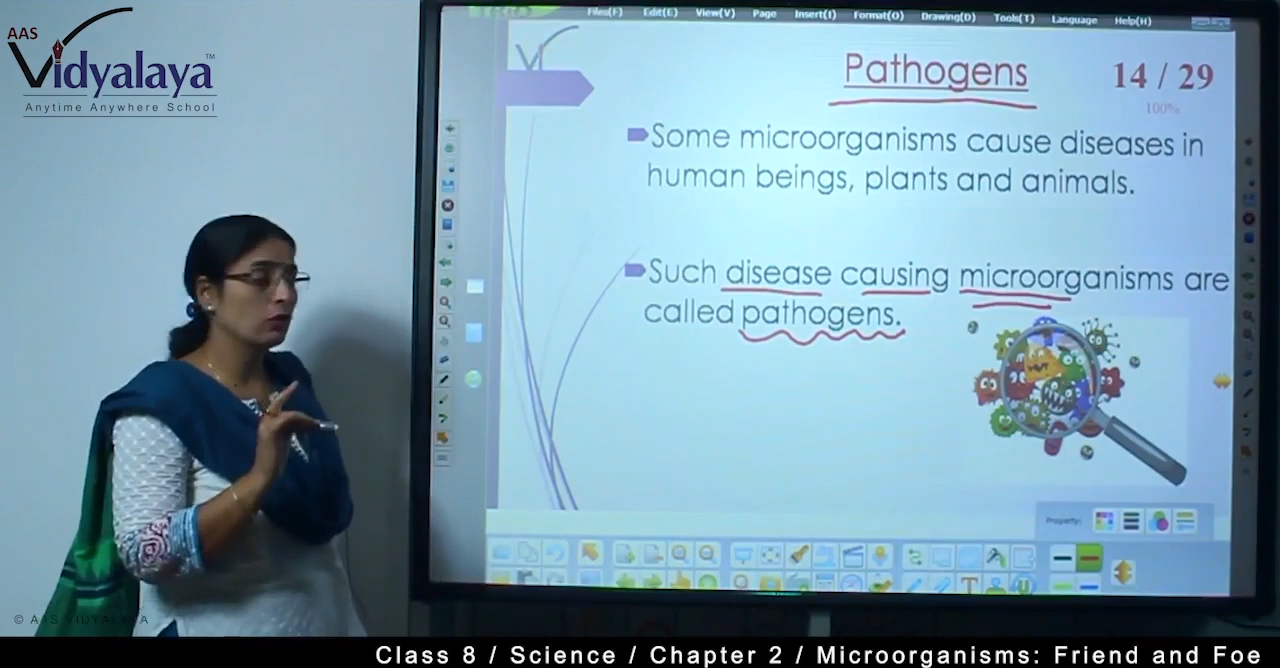 AAS
Vidyalaya™
Anytime Anywhere School
Files(F) Edit(E) View(V) Page Insert(I) Format(O) Drawing(D) Tools(T) Language Help(H)
Pathogens
14 / 29
100%
Some microorganisms cause diseases in
human beings, plants and animals.
Such disease causing microorganisms are
called pathogens.
Property:
© AAS VIDYALAYA
Class 8 / Science / Chapter 2 / Microorganisms: Friend and Foe